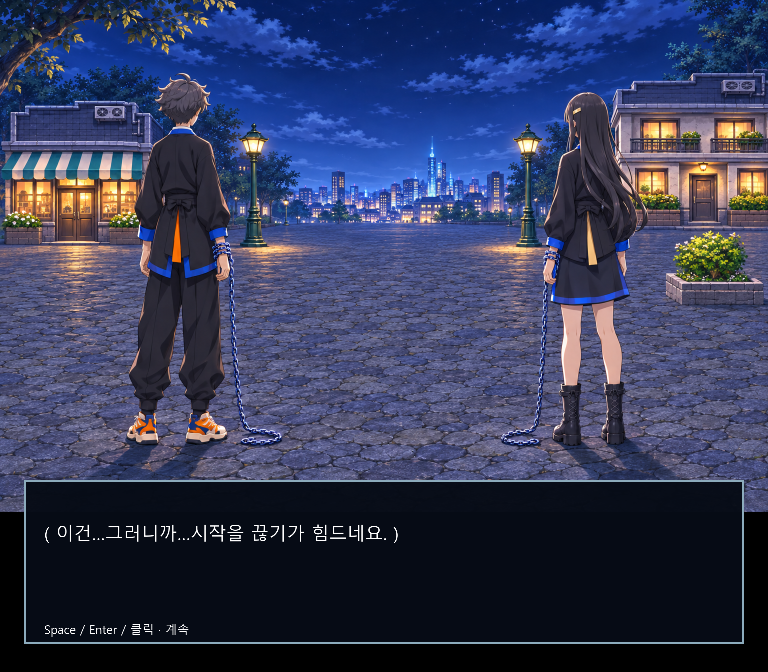 ( 이건...그러니까...시작을 끊기가 힘드네요. )
Space / Enter / 클릭 · 계속